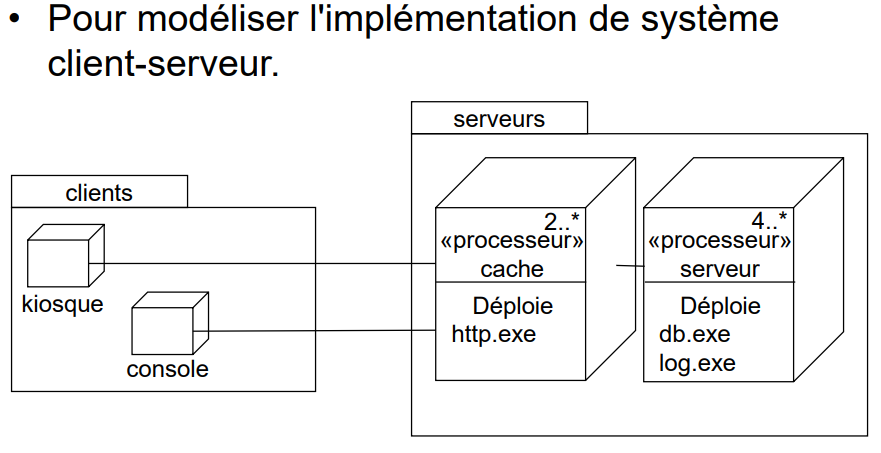 • Pour modéliser l'implémentation de système
client-serveur.
serveurs
clients
2..*
«processeur»
cache
Déploie
http.exe
4..*
«processeur»
serveur
Déploie
db.exe
log.exe
kiosque
console